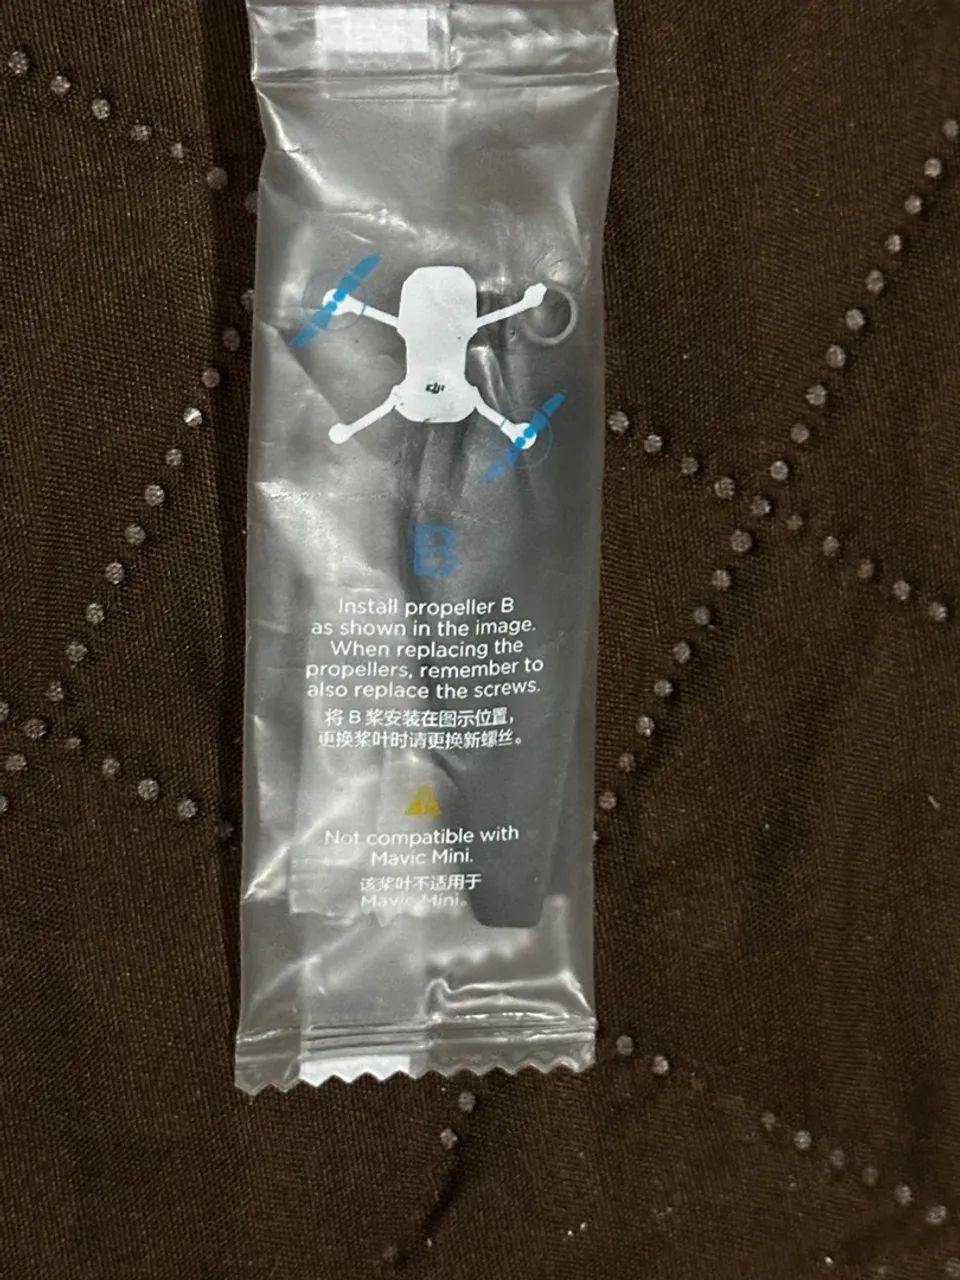 dji
B
Install propeller B
as shown in the image.
When replacing the
propellers, remember to
also replace the screws.
将 B 桨安装在图示位置，
更换桨叶时请更换新螺丝。
Not compatible with
Mavic Mini.
该桨叶不适用于
Mavic Mini。